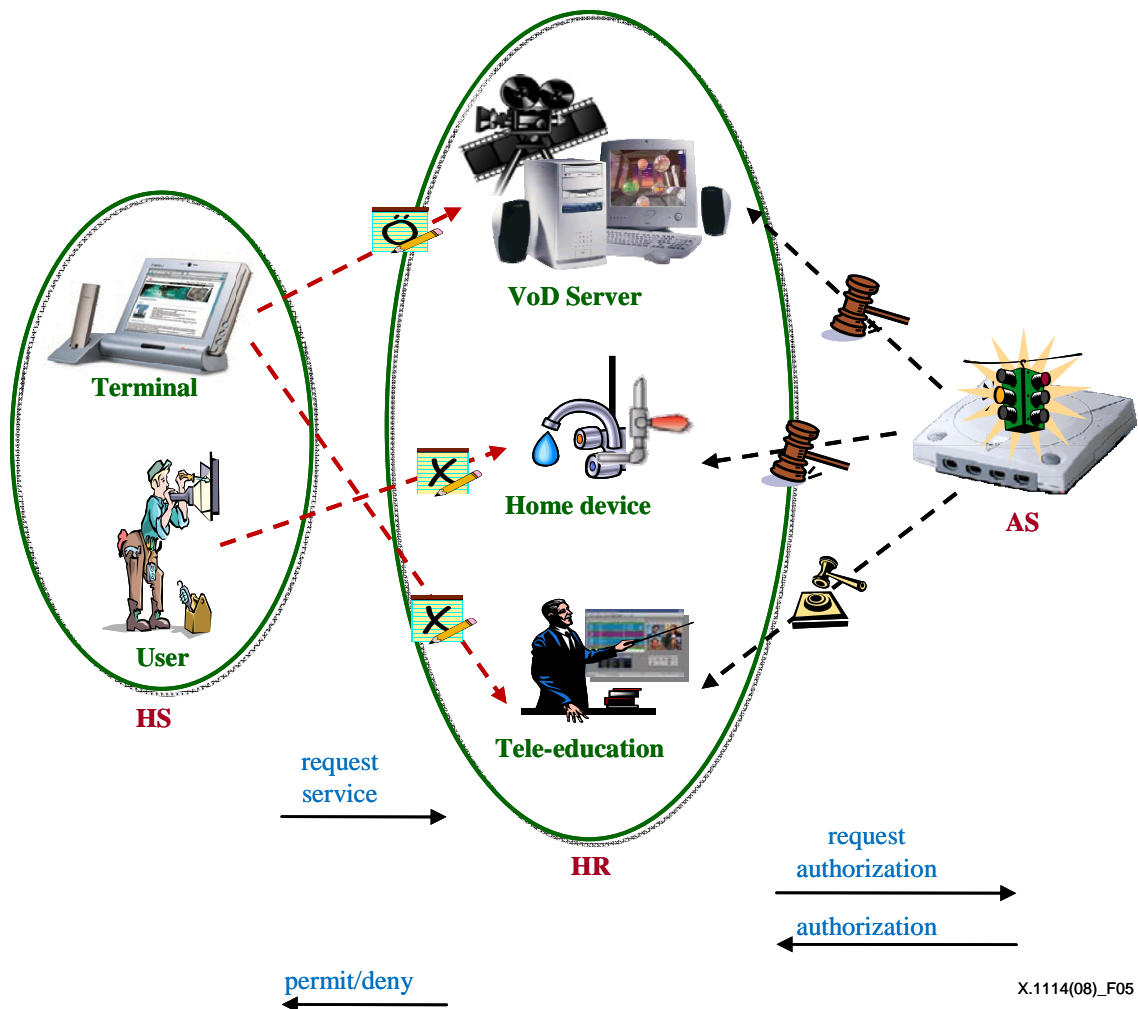 Ö
VoD Server
Terminal
X
Home device
AS
X
User
HS
Tele-education
request
service
HR
request
authorization
authorization
permit/deny
X.1114(08)_F05